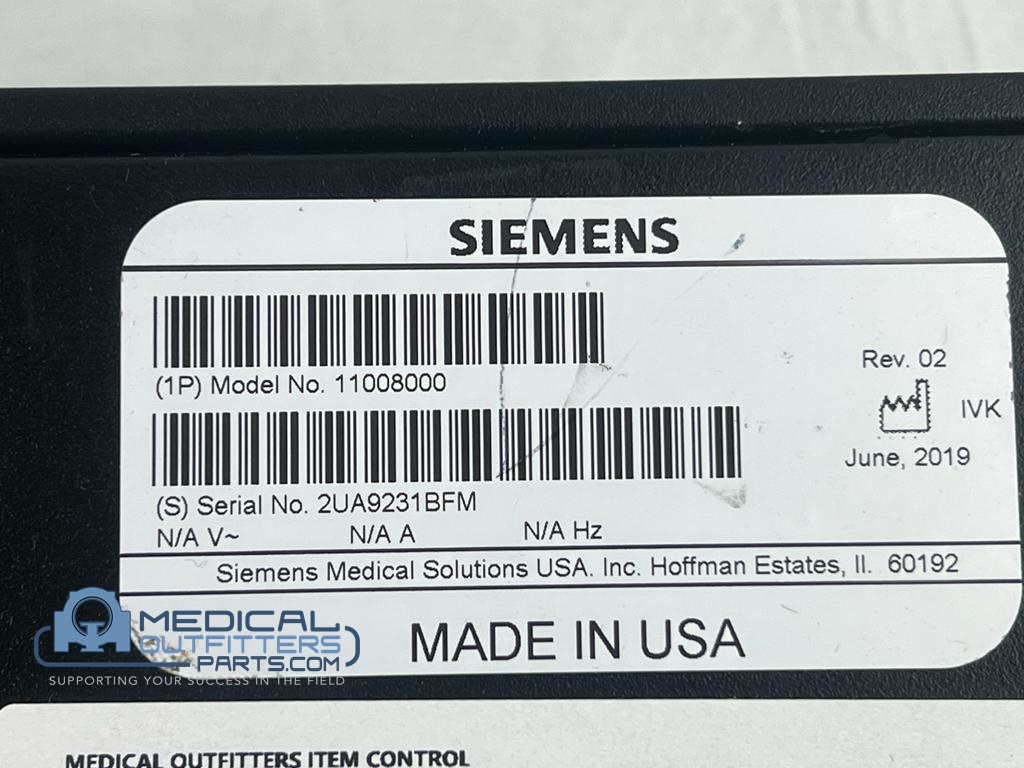 SIEMENS
(1P) Model No. 11008000
Rev. 02
IVK
June, 2019
(S) Serial No. 2UA9231BFM
N/A V~ N/A A N/A Hz
Siemens Medical Solutions USA. Inc. Hoffman Estates, Il. 60192
MADE IN USA
MEDICAL
OUTFITTERS
PARTS.COM
SUPPORTING YOUR SUCCESS IN THE FIELD
MEDICAL OUTFITTERS ITEM CONTROL